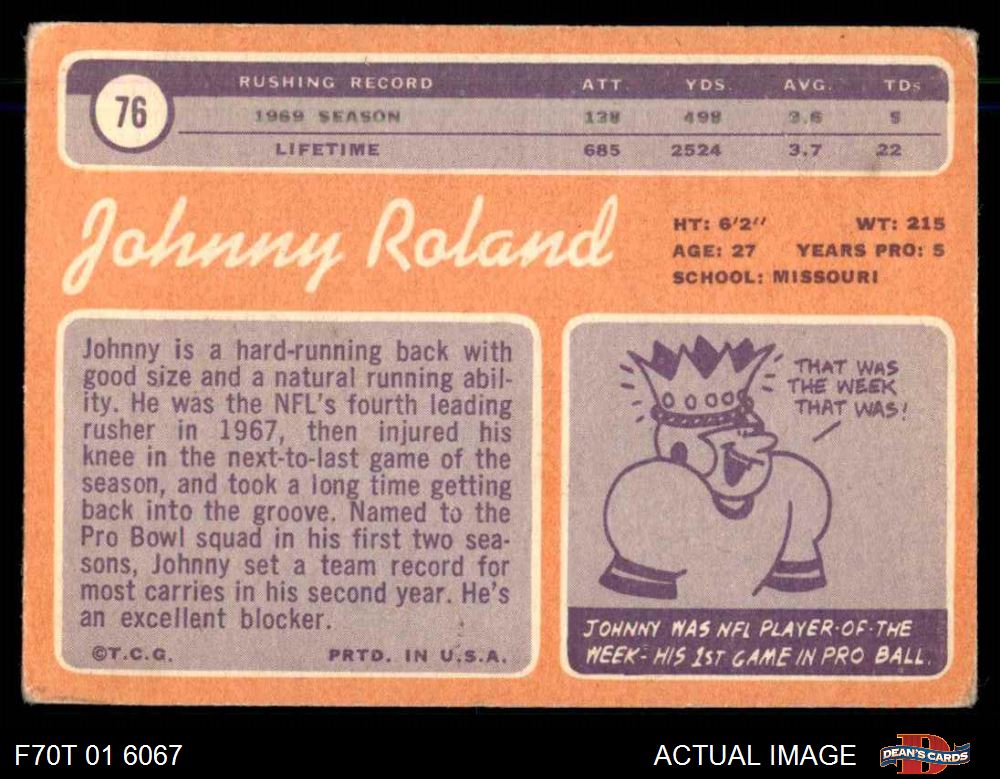 76
RUSHING RECORD ATT. YDS. AVG. TDs
1969 SEASON 138 498 3.6 5
LIFETIME 685 2524 3.7 22
Johnny Roland
HT: 6'2" WT: 215
AGE: 27 YEARS PRO: 5
SCHOOL: MISSOURI
Johnny is a hard-running back with
good size and a natural running abil-
ity. He was the NFL's fourth leading
rusher in 1967, then injured his
knee in the next-to-last game of the
season, and took a long time getting
back into the groove. Named to the
Pro Bowl squad in his first two sea-
sons, Johnny set a team record for
most carries in his second year. He's
an excellent blocker.
©T.C.G. PRTD. IN U.S.A.
THAT WAS
THE WEEK
THAT WAS!
JOHNNY WAS NFL PLAYER-OF-THE
WEEK- HIS 1ST GAME IN PRO BALL.
F70T 01 6067
ACTUAL IMAGE
DEAN'S CARDS